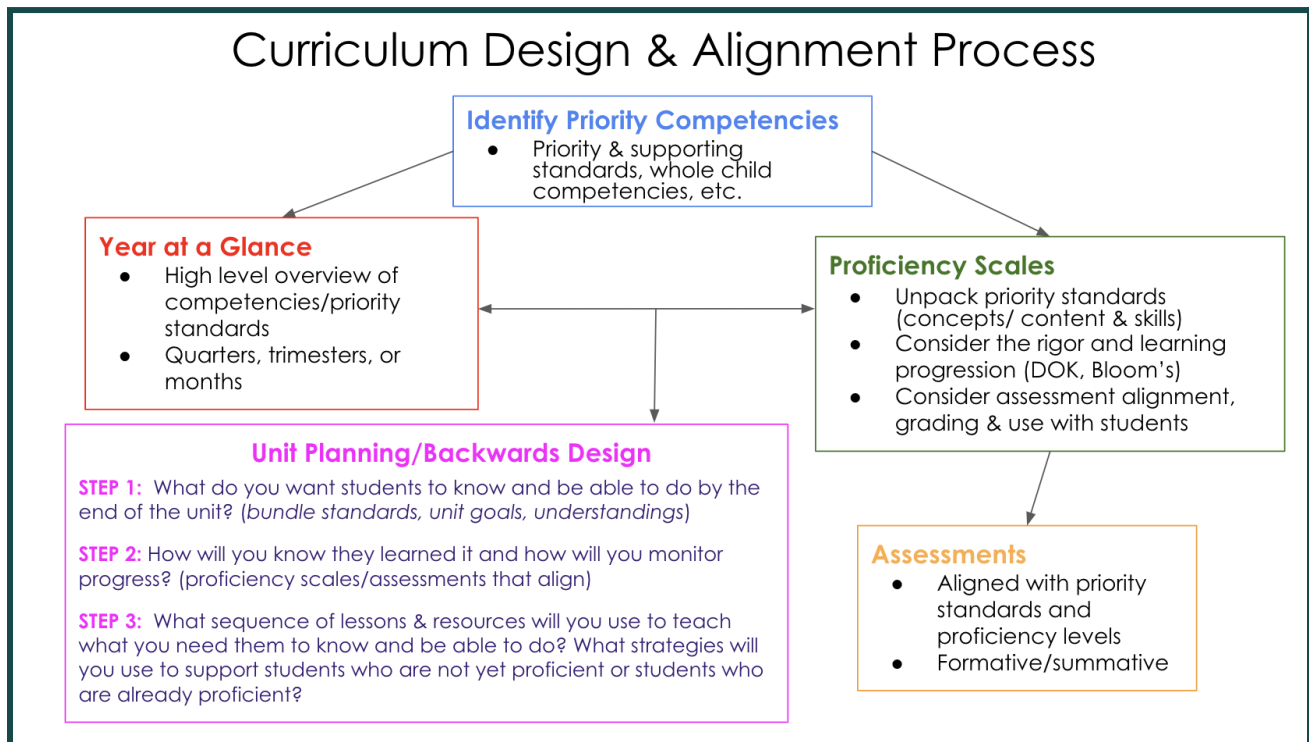 Curriculum Design & Alignment Process
Identify Priority Competencies
● Priority & supporting
standards, whole child
competencies, etc.
Year at a Glance
● High level overview of
competencies/priority
standards
● Quarters, trimesters, or
months
Proficiency Scales
● Unpack priority standards
(concepts/ content & skills)
● Consider the rigor and learning
progression (DOK, Bloom’s)
● Consider assessment alignment,
grading & use with students
Unit Planning/Backwards Design
STEP 1: What do you want students to know and be able to do by the
end of the unit? (bundle standards, unit goals, understandings)
STEP 2: How will you know they learned it and how will you monitor
progress? (proficiency scales/assessments that align)
STEP 3: What sequence of lessons & resources will you use to teach
what you need them to know and be able to do? What strategies will
you use to support students who are not yet proficient or students who
are already proficient?
Assessments
● Aligned with priority
standards and
proficiency levels
● Formative/summative